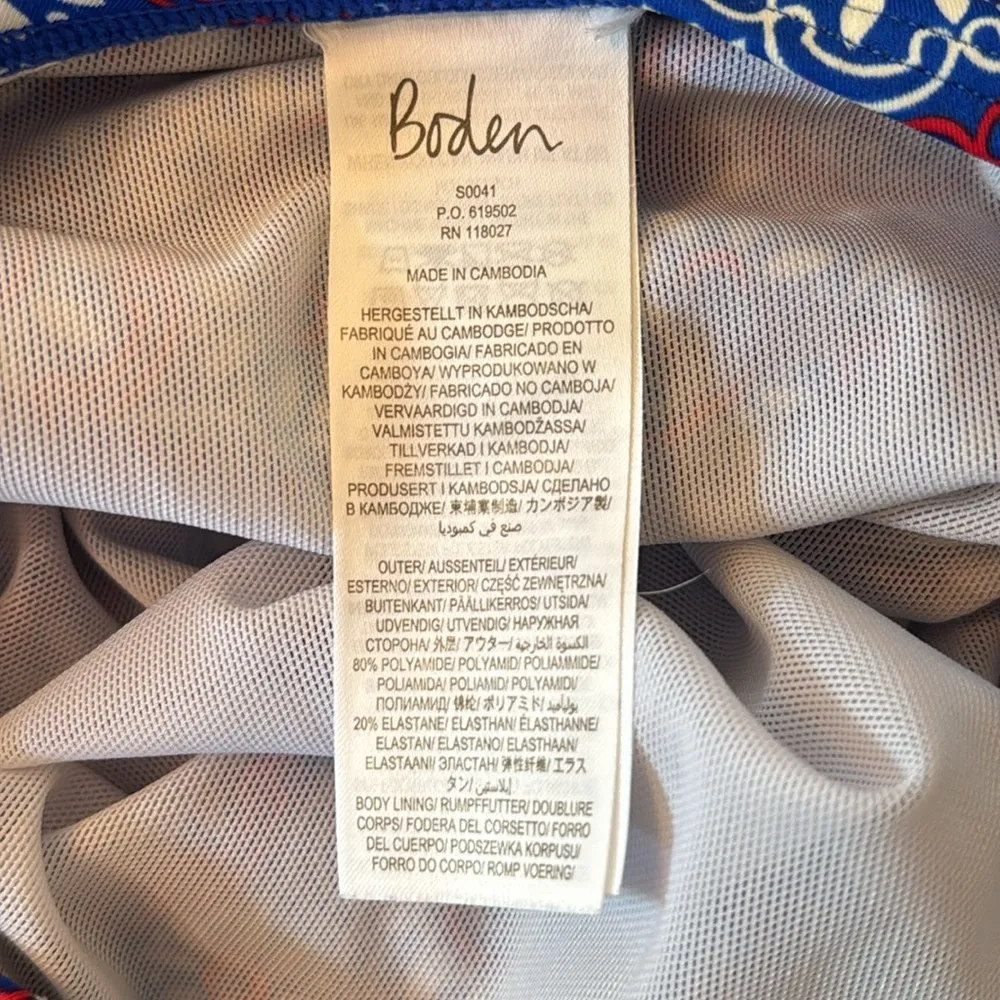 Boden
S0041
P.O. 619502
RN 118027
MADE IN CAMBODIA
HERGESTELLT IN KAMBODSCHA/
FABRIQUÉ AU CAMBODGE/ PRODOTTO
IN CAMBOGIA/ FABRICADO EN
CAMBOYA/ WYPRODUKOWANO W
KAMBODŻY/ FABRICADO NO CAMBOJA/
VERVAARDIGD IN CAMBODJA/
VALMISTETTU KAMBODŽASSA/
TILLVERKAD I KAMBODJA/
FREMSTILLET I CAMBODJA/
PRODUSERT I KAMBODSJA/ СДЕЛАНО
В КАМБОДЖЕ/ 柬埔寨制造/ カンボジア製/
صنع في كمبوديا
OUTER/ AUSSENTEIL/ EXTÉRIEUR/
ESTERNO/ EXTERIOR/ CZĘŚĆ ZEWNĘTRZNA/
BUITENKANT/ PÄÄLLIKERROS/ UTSIDA/
UDVENDIG/ UTVENDIG/ НАРУЖНАЯ
СТОРОНА/ 外层/ アウター/ الكسوة الخارجية/
80% POLYAMIDE/ POLYAMID/ POLIAMMIDE/
POLIAMIDA/ POLIAMID/ POLYAMIDI/
ПОЛИАМИД/ 锦纶/ ポリアミド/ بولياميد/
20% ELASTANE/ ELASTHAN/ ÉLASTHANNE/
ELASTAN/ ELASTANO/ ELASTHAAN/
ELASTAANI/ ЭЛАСТАН/ 弹性纤维/ エラス
タン/ إيلاستين/
BODY LINING/ RUMPFFUTTER/ DOUBLURE
CORPS/ FODERA DEL CORSETTO/ FORRO
DEL CUERPO/ PODSZEWKA KORPUSU/
FORRO DO CORPO/ ROMP VOERING/